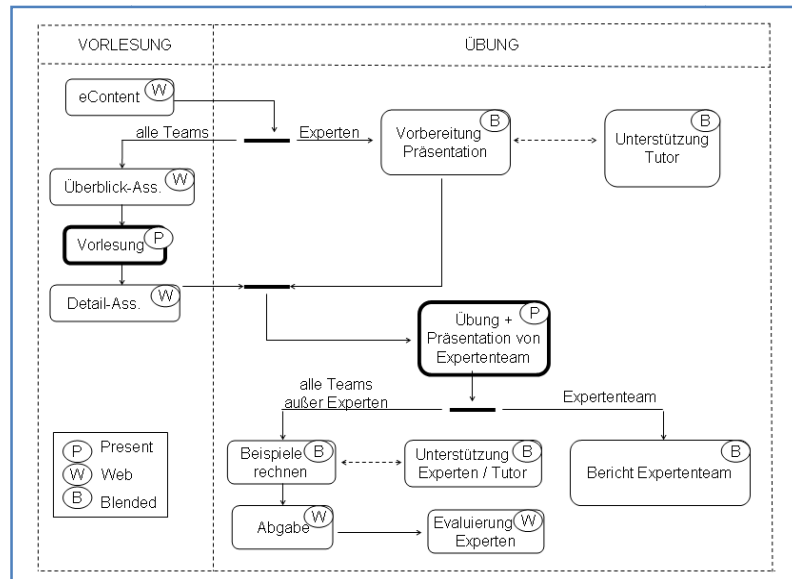 VORLESUNG
ÜBUNG
eContent
W
alle Teams
Experten
Vorbereitung
Präsentation
B
Unterstützung
Tutor
B
Überblick-Ass.
W
Vorlesung
P
Detail-Ass.
W
Übung +
Präsentation von
Expertenteam
P
alle Teams
außer Experten
Expertenteam
Beispiele
rechnen
B
Unterstützung
Experten / Tutor
B
Bericht Expertenteam
B
Abgabe
W
Evaluierung
Experten
W
P Present
W Web
B Blended